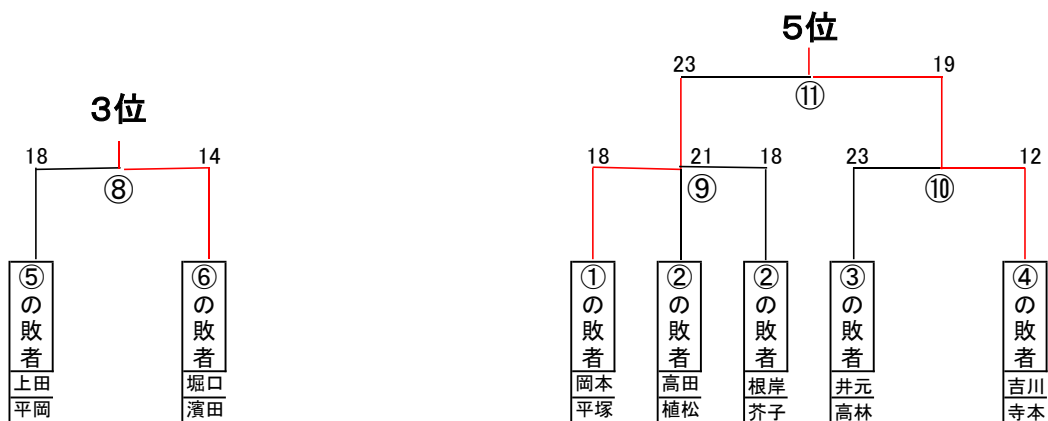 5位
23
19
⑪
3位
18
14
⑧
18
21
18
⑨
23
12
⑩
⑤の敗者
上田
平岡
⑥の敗者
堀口
濱田
①の敗者
岡本
平塚
②の敗者
高田
植松
②の敗者
根岸
芥子
③の敗者
井元
高林
④の敗者
吉川
寺本